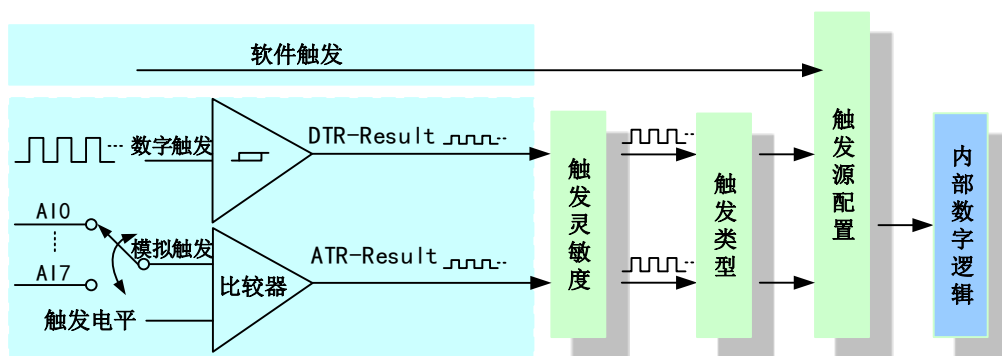 软件触发
数字触发
DTR-Result
AI0
AI7
模拟触发
触发电平
比较器
ATR-Result
触发灵敏度
触发类型
触发源配置
内部数字逻辑